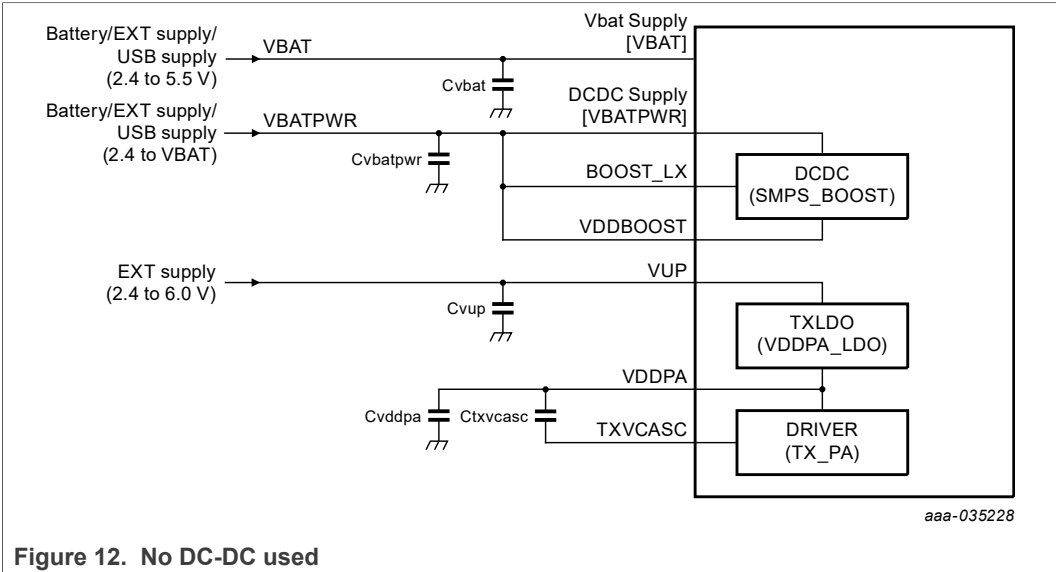 Battery/EXT supply/
USB supply
(2.4 to 5.5 V)
VBAT
Cvbat
Vbat Supply
[VBAT]
Battery/EXT supply/
USB supply
(2.4 to VBAT)
VBATPWR
Cvbatpwr
DCDC Supply
[VBATPWR]
BOOST_LX
VDDBOOST
DCDC
(SMPS_BOOST)
EXT supply
(2.4 to 6.0 V)
Cvup
VUP
TXLDO
(VDDPA_LDO)
VDDPA
Cvddpa
Ctxvcasc
TXVCASC
DRIVER
(TX_PA)
aaa-035228
Figure 12. No DC-DC used